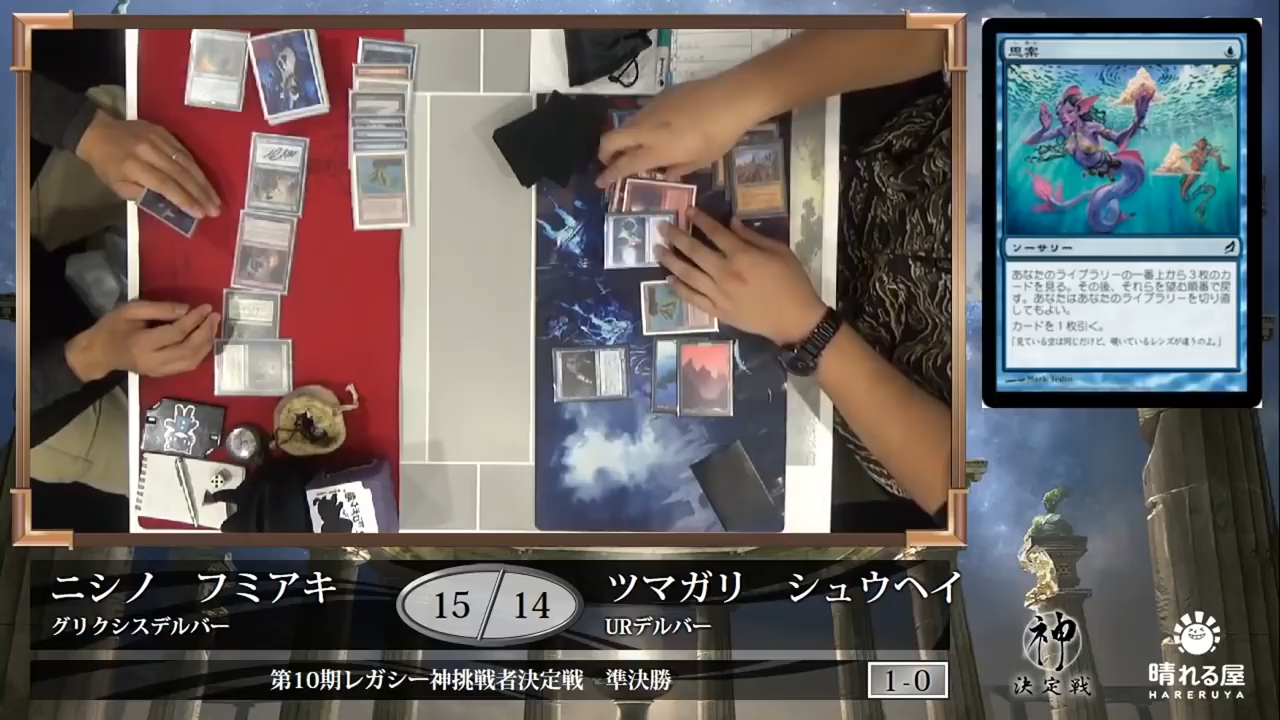 思案
ソーサリー
あなたのライブラリーの一番上から３枚のカ
ードを見る。その後、それらを望む順番で戻
す。あなたはあなたのライブラリーを切り直
してもよい。
カードを１枚引く。
「見ている空は同じだけど、覗いているレンズが違うのよ。」
Mark Tedin
ニシノ　フミアキ
グリクシスデルバー
15 / 14
ツマガリ　シュウヘイ
URデルバー
第10期レガシー神挑戦者決定戦　準決勝
1-0
神
決定戦
晴れる屋
HARERUYA